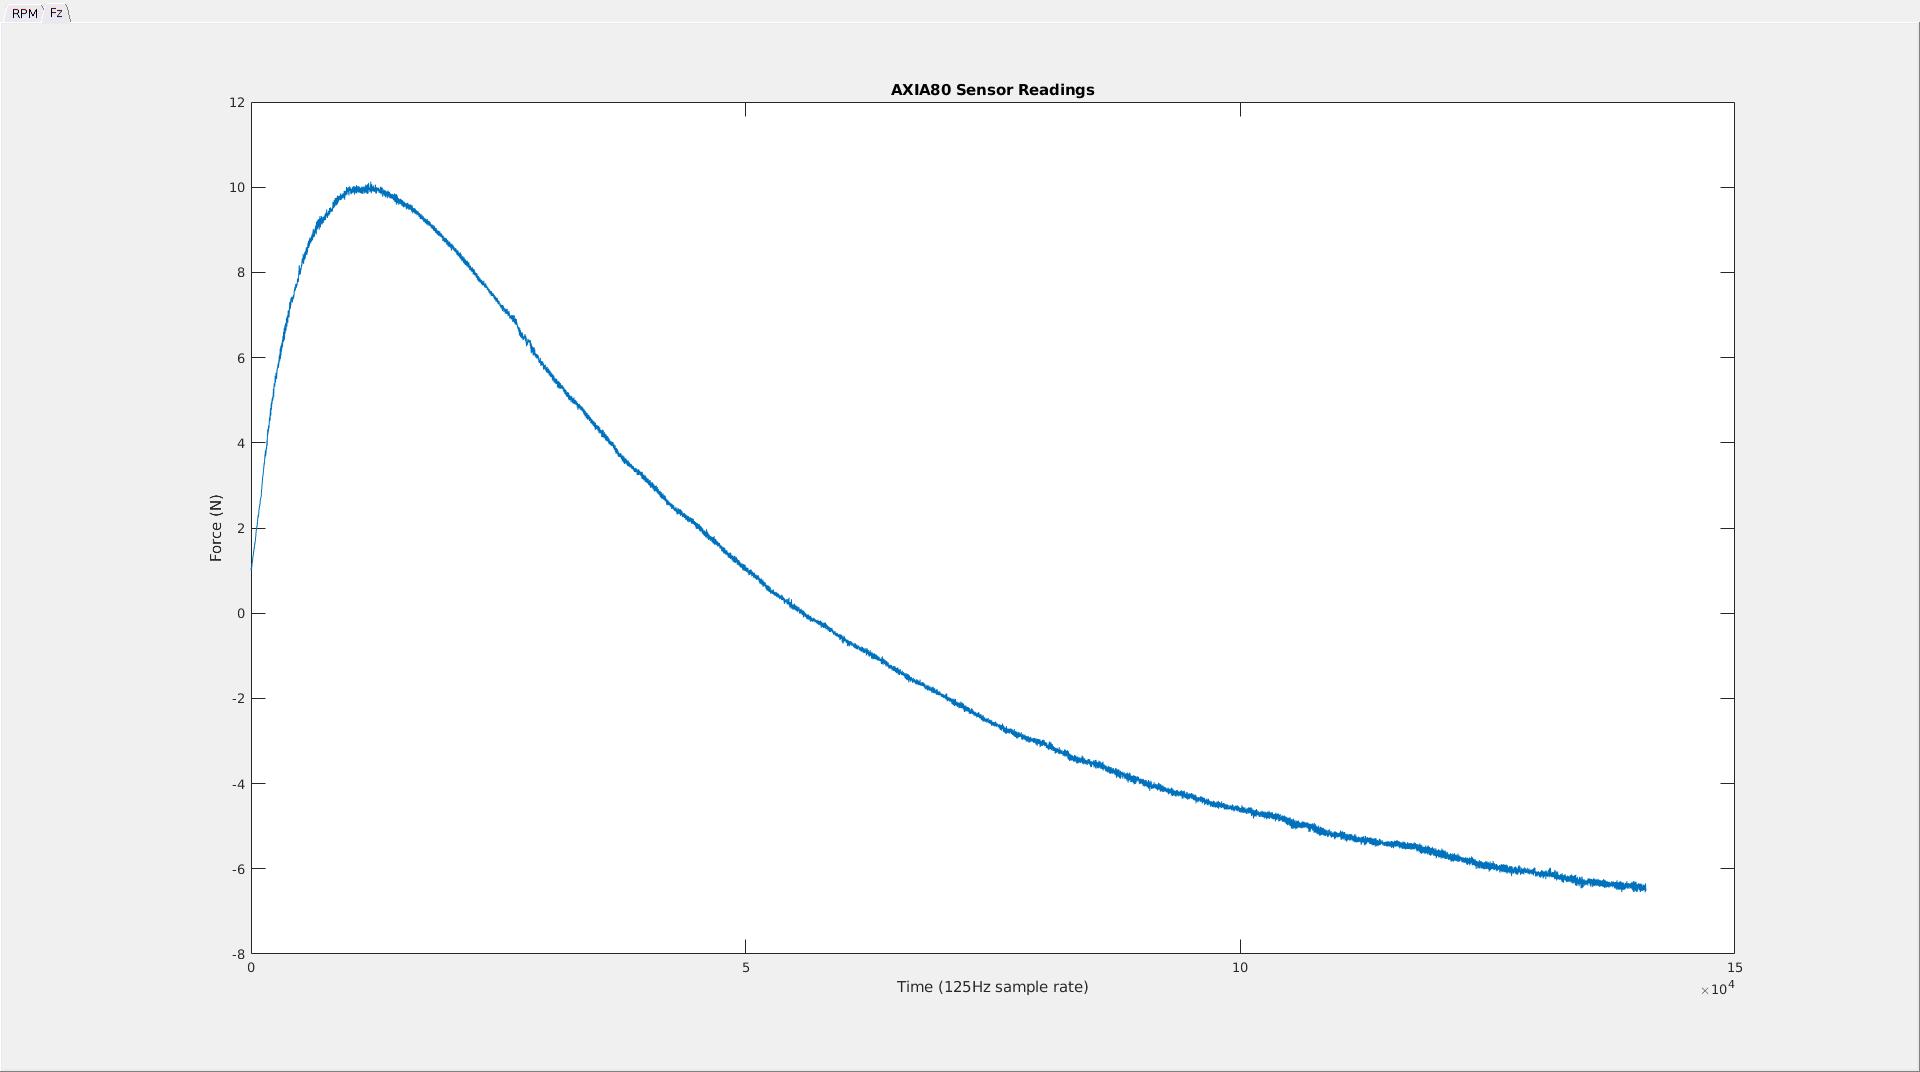 RPM Fz
AXIA80 Sensor Readings
12
10
8
6
4
2
0
-2
-4
-6
-8
Force (N)
0 5 10 15
Time (125Hz sample rate)
×10⁴